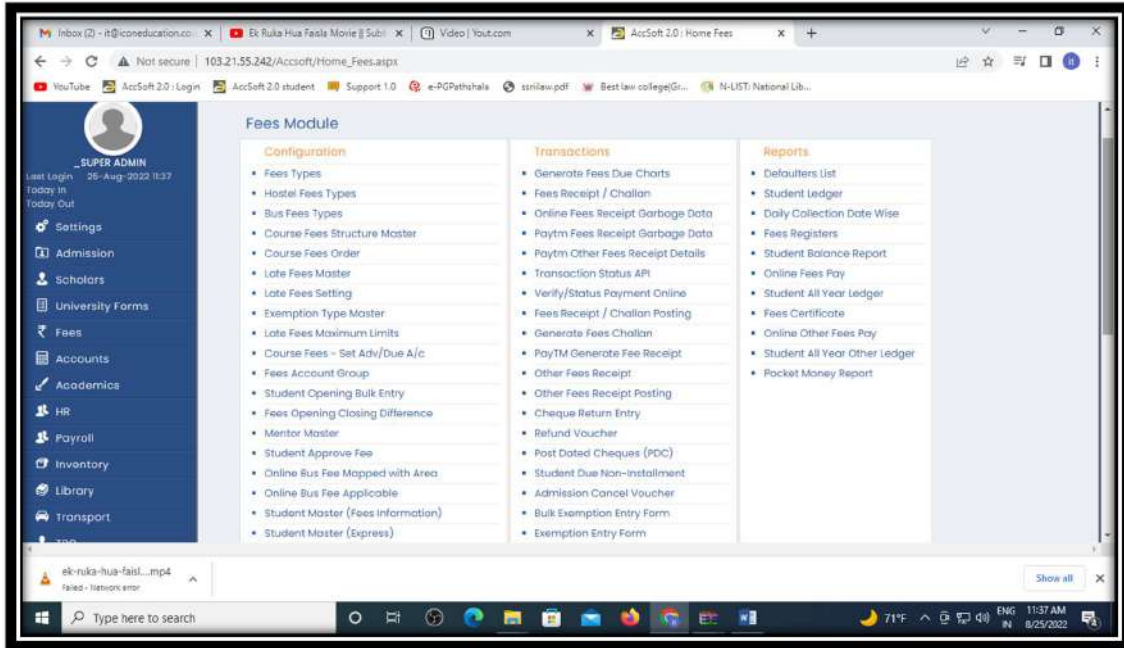 Inbox (2) - it@iconeducation.co
Ek Ruka Hua Faisla Movie || Subt
Video | Yout.com
AccSoft 2.0 : Home Fees
Not secure | 103.21.55.242/Accsoft/Home_Fees.aspx
YouTube AccSoft 2.0 : Login AccSoft 2.0 student Support 1.0 e-PGPathshala ssrilaw.pdf Best law college(Gr... N-LIST: National Lib...
_SUPER ADMIN
Last Login 25-Aug-2022 11:37
Today In
Today Out
Settings
Admission
Scholars
University Forms
Fees
Accounts
Academics
HR
Payroll
Inventory
Library
Transport
Fees Module
Configuration
Fees Types
Hostel Fees Types
Bus Fees Types
Course Fees Structure Master
Course Fees Order
Late Fees Master
Late Fees Setting
Exemption Type Master
Late Fees Maximum Limits
Course Fees - Set Adv/Due A/c
Fees Account Group
Student Opening Bulk Entry
Fees Opening Closing Difference
Mentor Master
Student Approve Fee
Online Bus Fee Mapped with Area
Online Bus Fee Applicable
Student Master (Fees Information)
Student Master (Express)
Transactions
Generate Fees Due Charts
Fees Receipt / Challan
Online Fees Receipt Garbage Data
Paytm Fees Receipt Garbage Data
Paytm Other Fees Receipt Details
Transaction Status API
Verify/Status Payment Online
Fees Receipt / Challan Posting
Generate Fees Challan
PayTM Generate Fee Receipt
Other Fees Receipt
Other Fees Receipt Posting
Cheque Return Entry
Refund Voucher
Post Dated Cheques (PDC)
Student Due Non-Installment
Admission Cancel Voucher
Bulk Exemption Entry Form
Exemption Entry Form
Reports
Defaulters List
Student Ledger
Daily Collection Date Wise
Fees Registers
Student Balance Report
Online Fees Pay
Student All Year Ledger
Fees Certificate
Online Other Fees Pay
Student All Year Other Ledger
Pocket Money Report
ek-ruka-hua-faisl....mp4
Failed - Network error
Show all
Type here to search
71°F
ENG
IN
11:37 AM
8/25/2022